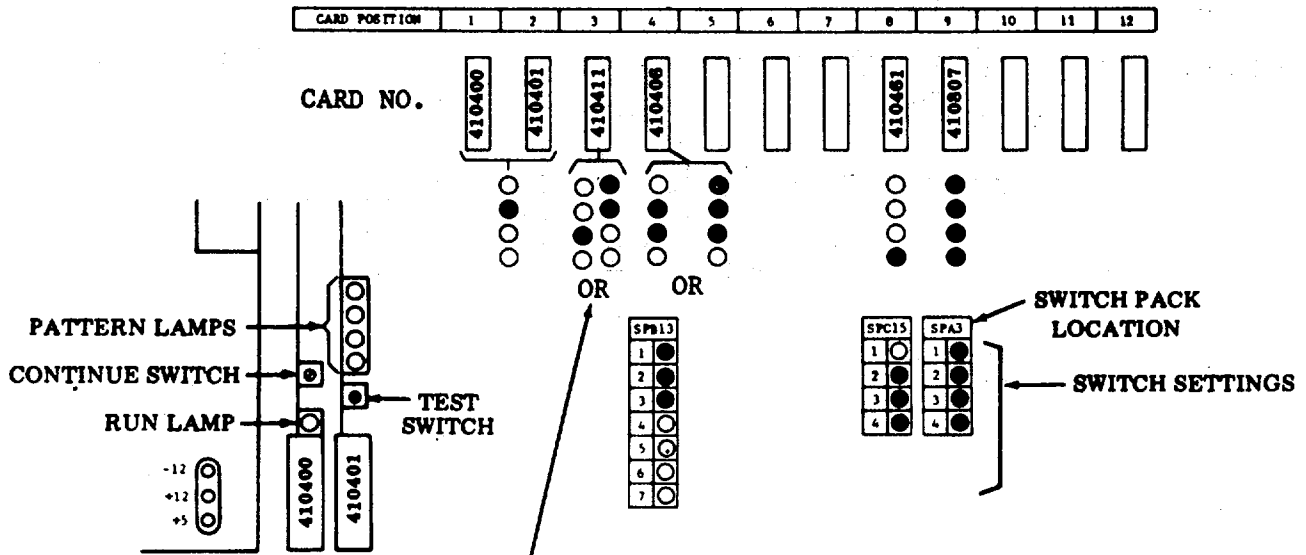 CARD POSITION 1 2 3 4 5 6 7 8 9 10 11 12
CARD NO.
410400
410401
410411
410406
410461
410807
OR
OR
PATTERN LAMPS
CONTINUE SWITCH
RUN LAMP
TEST
SWITCH
-12
+12
+5
410400
410401
SPB13
1
2
3
4
5
6
7
SPC15
1
2
3
4
SPA3
1
2
3
4
SWITCH PACK
LOCATION
SWITCH SETTINGS